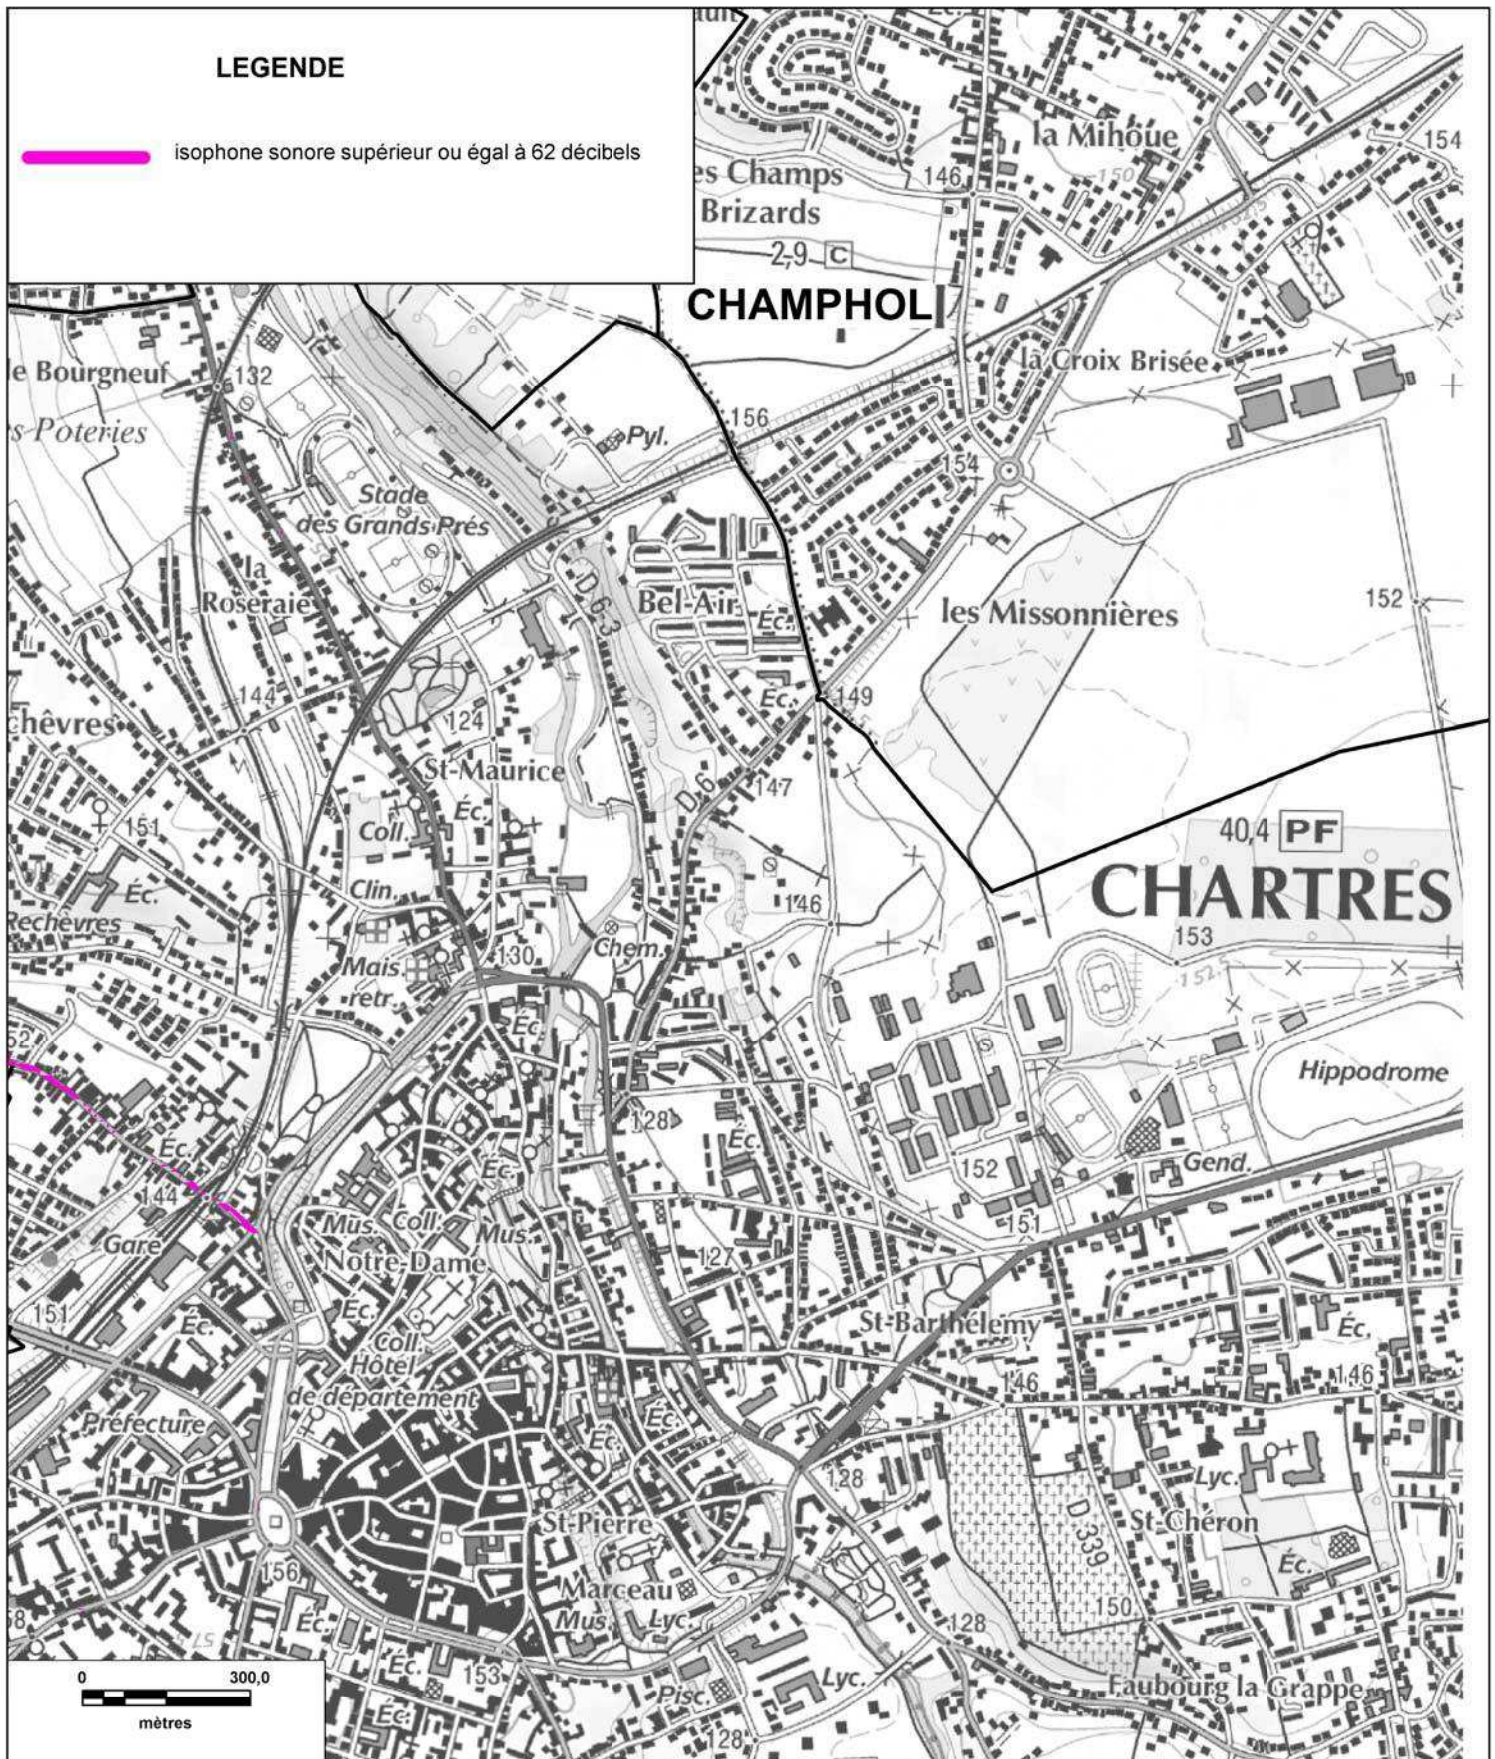 LEGENDE
isophone sonore supérieur ou égal à 62 décibels
la Mihoue
154
150
146
es Champs
Brizards
2,9 C
CHAMPHOL
le Bourgneuf
132
s Poteries
la Croix Brisée
156
Pyl.
154
Stade
des Grands Prés
la
Roseraie
D 6-3
Bel-Air
Éc.
les Missonnières
152
144
Éc.
149
chêvres
124
St-Maurice
147
D 6
Éc.
Coll.
151
40,4 PF
CHARTRES
Éc.
Clin.
146
Rechèvres
153
130
Chem.
Mais.
retr.
152,5
Éc.
Hippodrome
128
Éc.
Éc.
Éc.
152
Gend.
144
Mus.
Coll.
Mus.
151
Gare
Notre-Dame
127
151
Éc.
Éc.
St-Barthélemy
Éc.
Coll.
Hôtel
de département
146
146
Préfecture
Éc.
Éc.
128
Lyc.
St-Pierre
D 339
St-Chéron
156
Éc.
Marceau
Mus.
Lyc.
150
58
Éc.
128
Éc.
153
Lyc.
Faubourg la Grappe
Pisc.
Éc.
128
0 300,0
mètres